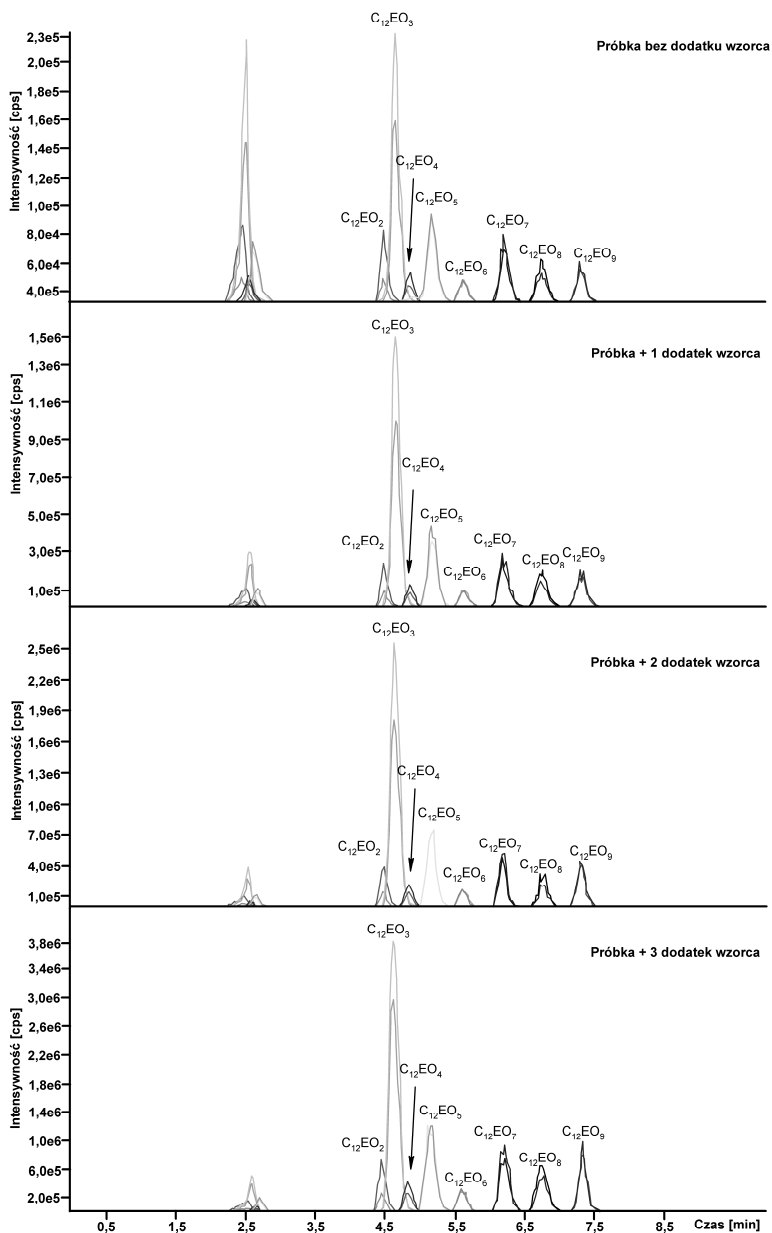 C12EO3
Próbka bez dodatku wzorca
Intensywność [cps]
2,3e5
2,0e5
1,8e5
1,6e5
1,4e5
1,2e5
1,0e5
8,0e4
6,0e4
4,0e5
C12EO2
C12EO4
C12EO5
C12EO6
C12EO7
C12EO8
C12EO9
C12EO3
Próbka + 1 dodatek wzorca
Intensywność [cps]
1,5e6
1,3e6
1,1e6
9,0e5
7,0e5
5,0e5
3,0e5
1,0e5
C12EO2
C12EO4
C12EO5
C12EO6
C12EO7
C12EO8
C12EO9
C12EO3
Próbka + 2 dodatek wzorca
Intensywność [cps]
2,5e6
2,2e6
1,9e6
1,6e6
1,3e6
1,0e6
7,0e5
4,0e5
1,0e5
C12EO2
C12EO4
C12EO5
C12EO6
C12EO7
C12EO8
C12EO9
C12EO3
Próbka + 3 dodatek wzorca
Intensywność [cps]
3,8e6
3,4e6
3,0e6
2,6e6
2,2e6
1,8e6
1,4e6
1,0e6
6,0e5
2,0e5
C12EO2
C12EO4
C12EO5
C12EO6
C12EO7
C12EO8
C12EO9
0,5 1,5 2,5 3,5 4,5 5,5 6,5 7,5 8,5 Czas [min]